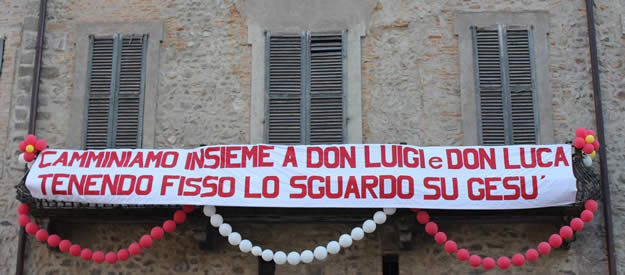 CAMMINIAMO INSIEME A DON LUIGI e DON LUCA
TENENDO FISSO LO SGUARDO SU GESU'